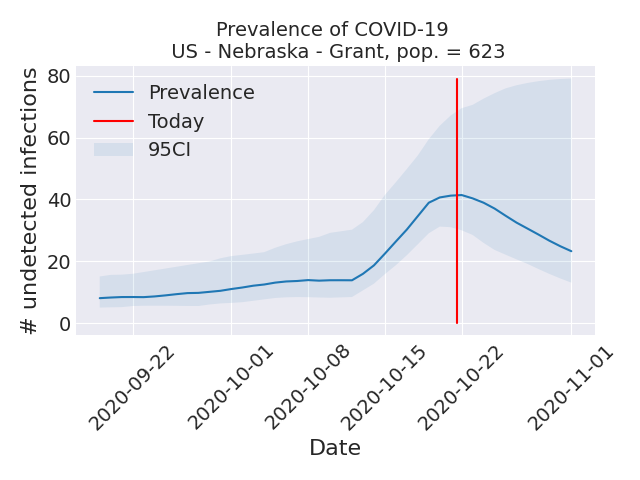 Prevalence of COVID-19
US - Nebraska - Grant, pop. = 623
# undetected infections
80
60
40
20
0
Prevalence
Today
95CI
2020-09-22
2020-10-01
2020-10-08
2020-10-15
2020-10-22
2020-11-01
Date